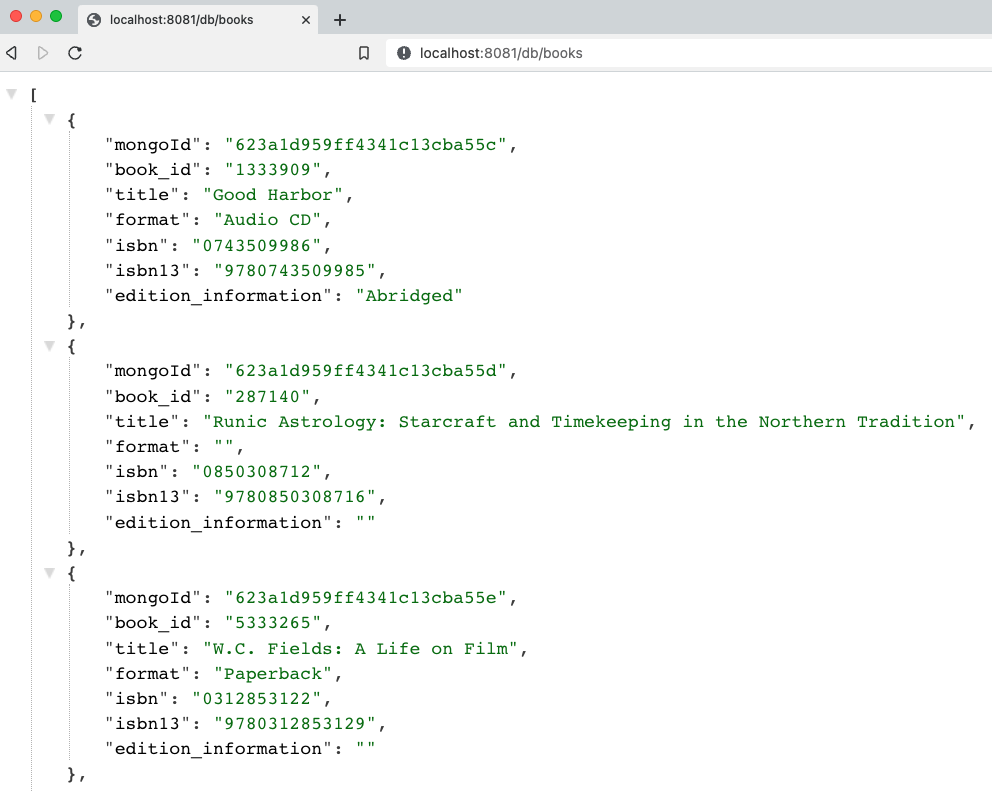 localhost:8081/db/books
localhost:8081/db/books
[
{
"mongoId": "623a1d959ff4341c13cba55c",
"book_id": "1333909",
"title": "Good Harbor",
"format": "Audio CD",
"isbn": "0743509986",
"isbn13": "9780743509985",
"edition_information": "Abridged"
},
{
"mongoId": "623a1d959ff4341c13cba55d",
"book_id": "287140",
"title": "Runic Astrology: Starcraft and Timekeeping in the Northern Tradition",
"format": "",
"isbn": "0850308712",
"isbn13": "9780850308716",
"edition_information": ""
},
{
"mongoId": "623a1d959ff4341c13cba55e",
"book_id": "5333265",
"title": "W.C. Fields: A Life on Film",
"format": "Paperback",
"isbn": "0312853122",
"isbn13": "9780312853129",
"edition_information": ""
},